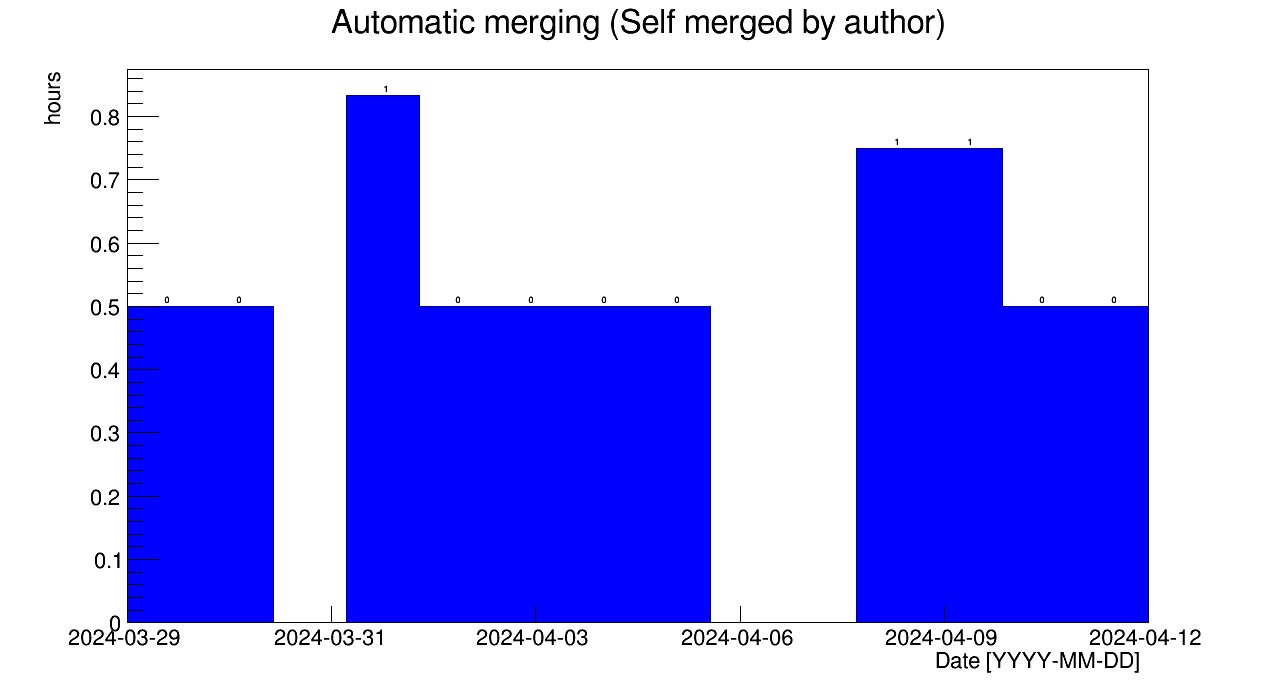 Automatic merging (Self merged by author)
hours
1
0.8
1 1
0.7
0.6
0 0 0 0 0 0 0 0
0.5
0.4
0.3
0.2
0.1
0
2024-03-29 2024-03-31 2024-04-03 2024-04-06 2024-04-09 2024-04-12
Date [YYYY-MM-DD]